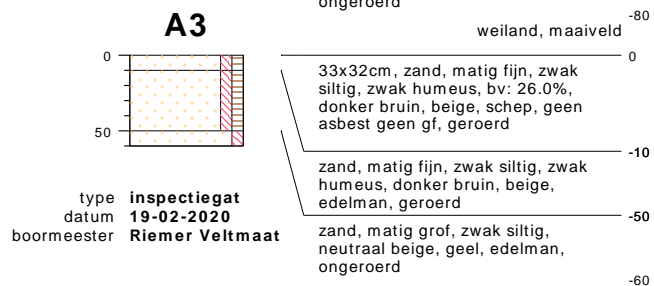 ongeroerd
-80
A3
weiland, maaiveld
0
0
33x32cm, zand, matig fijn, zwak
siltig, zwak humeus, bv: 26.0%,
donker bruin, beige, schep, geen
asbest geen gf, geroerd
50
-10
zand, matig fijn, zwak siltig, zwak
humeus, donker bruin, beige,
edelman, geroerd
-50
zand, matig grof, zwak siltig,
neutraal beige, geel, edelman,
ongeroerd
-60
type inspectiegat
datum 19-02-2020
boormeester Riemer Veltmaat